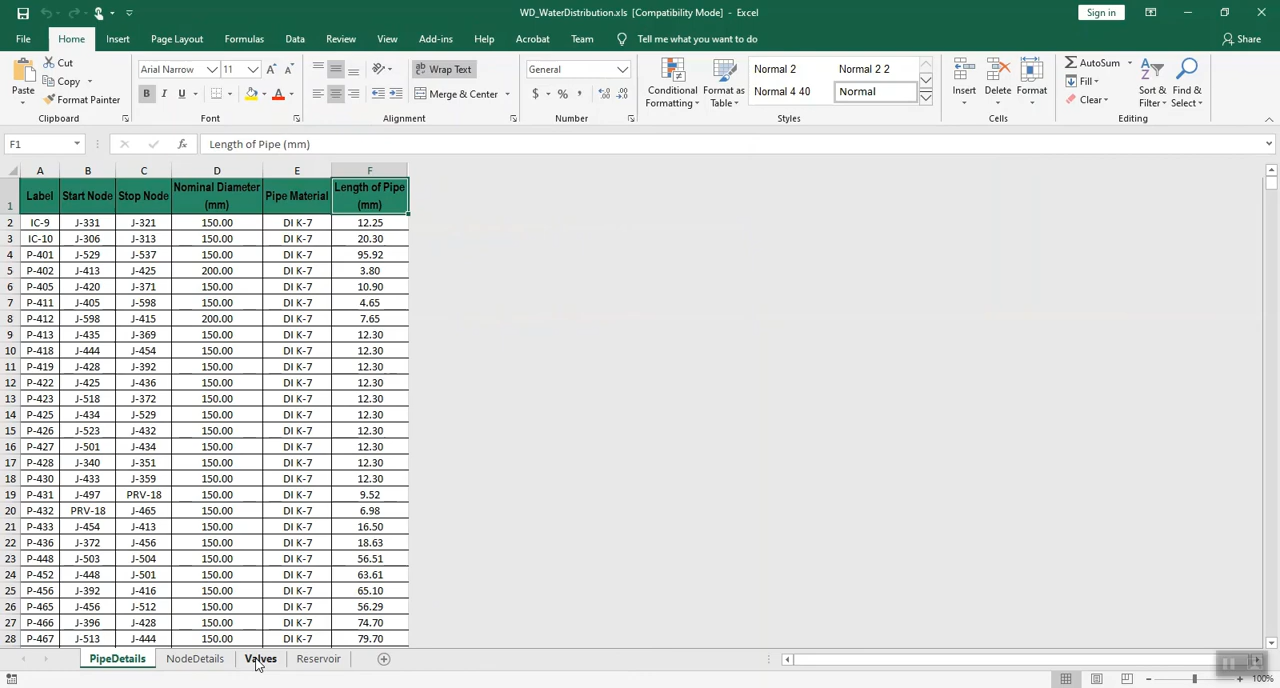 WD_WaterDistribution.xls [Compatibility Mode] - Excel
Sign in
File Home Insert Page Layout Formulas Data Review View Add-ins Help Acrobat Team Tell me what you want to do Share
Paste Cut Copy Format Painter Clipboard
Arial Narrow 11 B I U Font
Wrap Text Merge & Center Alignment
General $ % , Number
Conditional Formatting Format as Table Normal 2 Normal 2 2 Normal 4 40 Normal Styles
Insert Delete Format Cells
AutoSum Fill Clear Sort & Filter Find & Select Editing
F1 fx Length of Pipe (mm)
A B C D E F
1 Label Start Node Stop Node Nominal Diameter (mm) Pipe Material Length of Pipe (mm)
2 IC-9 J-331 J-321 150.00 DI K-7 12.25
3 IC-10 J-306 J-313 150.00 DI K-7 20.30
4 P-401 J-529 J-537 150.00 DI K-7 95.92
5 P-402 J-413 J-425 200.00 DI K-7 3.80
6 P-405 J-420 J-371 150.00 DI K-7 10.90
7 P-411 J-405 J-598 150.00 DI K-7 4.65
8 P-412 J-598 J-415 200.00 DI K-7 7.65
9 P-413 J-435 J-369 150.00 DI K-7 12.30
10 P-418 J-444 J-454 150.00 DI K-7 12.30
11 P-419 J-428 J-392 150.00 DI K-7 12.30
12 P-422 J-425 J-436 150.00 DI K-7 12.30
13 P-423 J-518 J-372 150.00 DI K-7 12.30
14 P-425 J-434 J-529 150.00 DI K-7 12.30
15 P-426 J-523 J-432 150.00 DI K-7 12.30
16 P-427 J-501 J-434 150.00 DI K-7 12.30
17 P-428 J-340 J-351 150.00 DI K-7 12.30
18 P-430 J-433 J-359 150.00 DI K-7 12.30
19 P-431 J-497 PRV-18 150.00 DI K-7 9.52
20 P-432 PRV-18 J-465 150.00 DI K-7 6.98
21 P-433 J-454 J-413 150.00 DI K-7 16.50
22 P-436 J-372 J-456 150.00 DI K-7 18.63
23 P-448 J-503 J-504 150.00 DI K-7 56.51
24 P-452 J-448 J-501 150.00 DI K-7 63.61
25 P-456 J-392 J-416 150.00 DI K-7 65.10
26 P-465 J-456 J-512 150.00 DI K-7 56.29
27 P-466 J-396 J-428 150.00 DI K-7 74.70
28 P-467 J-513 J-444 150.00 DI K-7 79.70
PipeDetails NodeDetails Valves Reservoir
100%